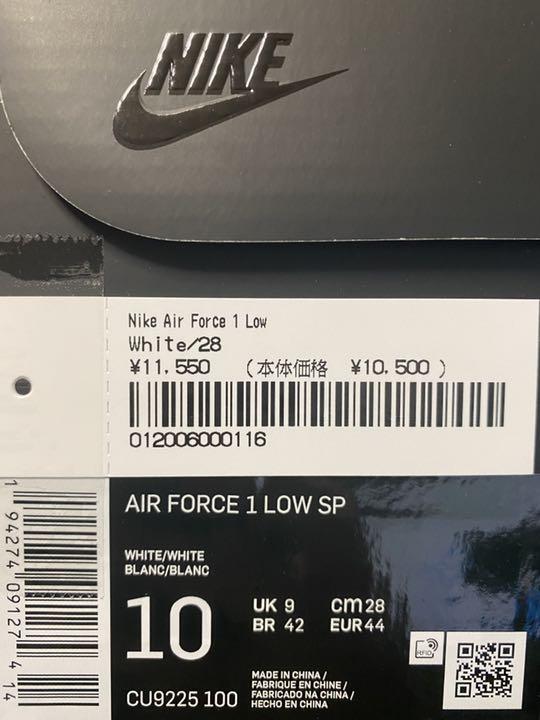 NIKE
Nike Air Force 1 Low
White/28
¥11,550 (本体価格 ¥10,500)
012006000116
AIR FORCE 1 LOW SP
WHITE/WHITE
BLANC/BLANC
10
UK 9 cm 28
BR 42 EUR 44
RFID
CU9225 100
MADE IN CHINA /
FABRIQUE EN CHINE /
FABRICADO NA CHINA /
HECHO EN CHINA
1 94274 09127 4 14